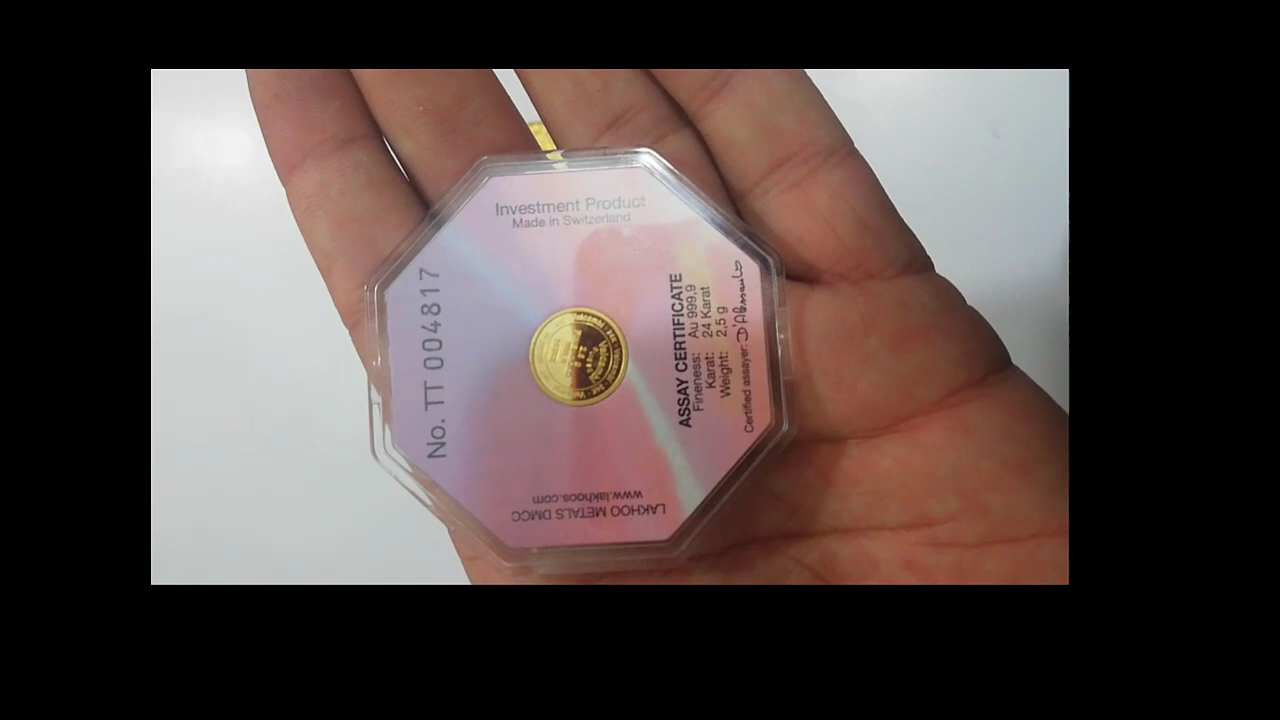 Investment Product
Made in Switzerland
No. TT 004817
ASSAY CERTIFICATE
Fineness: Au 999,9
Karat: 24 Karat
Weight: 2,5 g
Certified assayer:
LAKHOO METALS DMCC
www.lakhoos.com